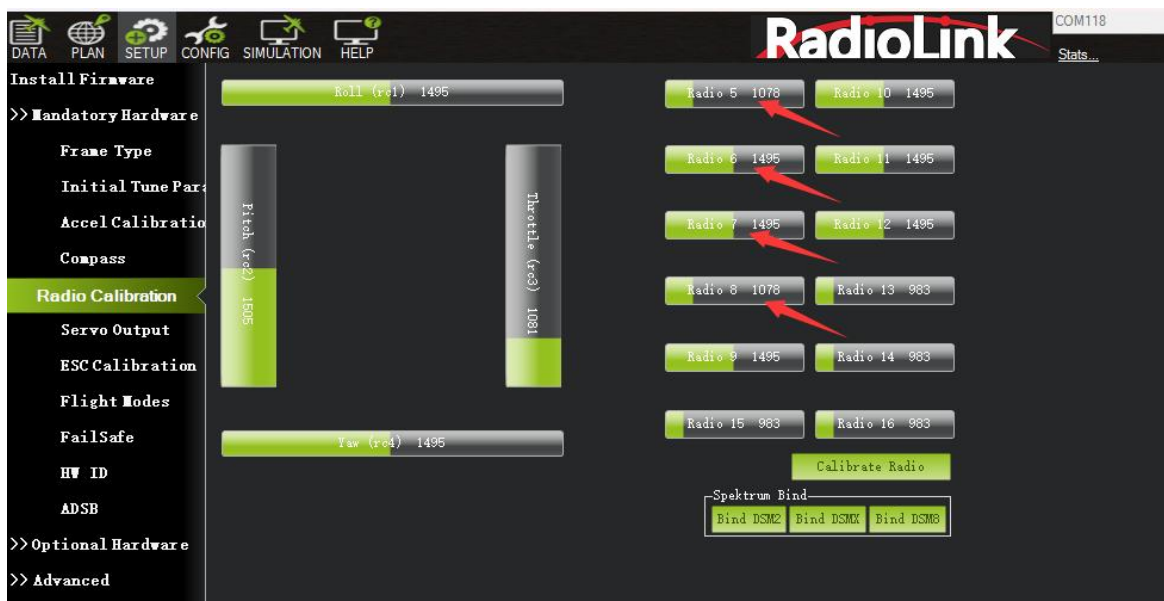 DATA PLAN SETUP CONFIG SIMULATION HELP
RadioLink
COM118
Stats...
Install Firmware
>> Mandatory Hardware
Frame Type
Initial Tune Para
Accel Calibratio
Compass
Radio Calibration
Servo Output
ESC Calibration
Flight Modes
FailSafe
HW ID
ADSB
>> Optional Hardware
>> Advanced
Roll (rc1) 1495
Pitch (rc2) 1505
Throttle (rc3) 1081
Yaw (rc4) 1495
Radio 5 1078
Radio 10 1495
Radio 6 1495
Radio 11 1495
Radio 7 1495
Radio 12 1495
Radio 8 1078
Radio 13 983
Radio 9 1495
Radio 14 983
Radio 15 983
Radio 16 983
Calibrate Radio
Spektrum Bind
Bind DSM2 Bind DSMX Bind DSM8